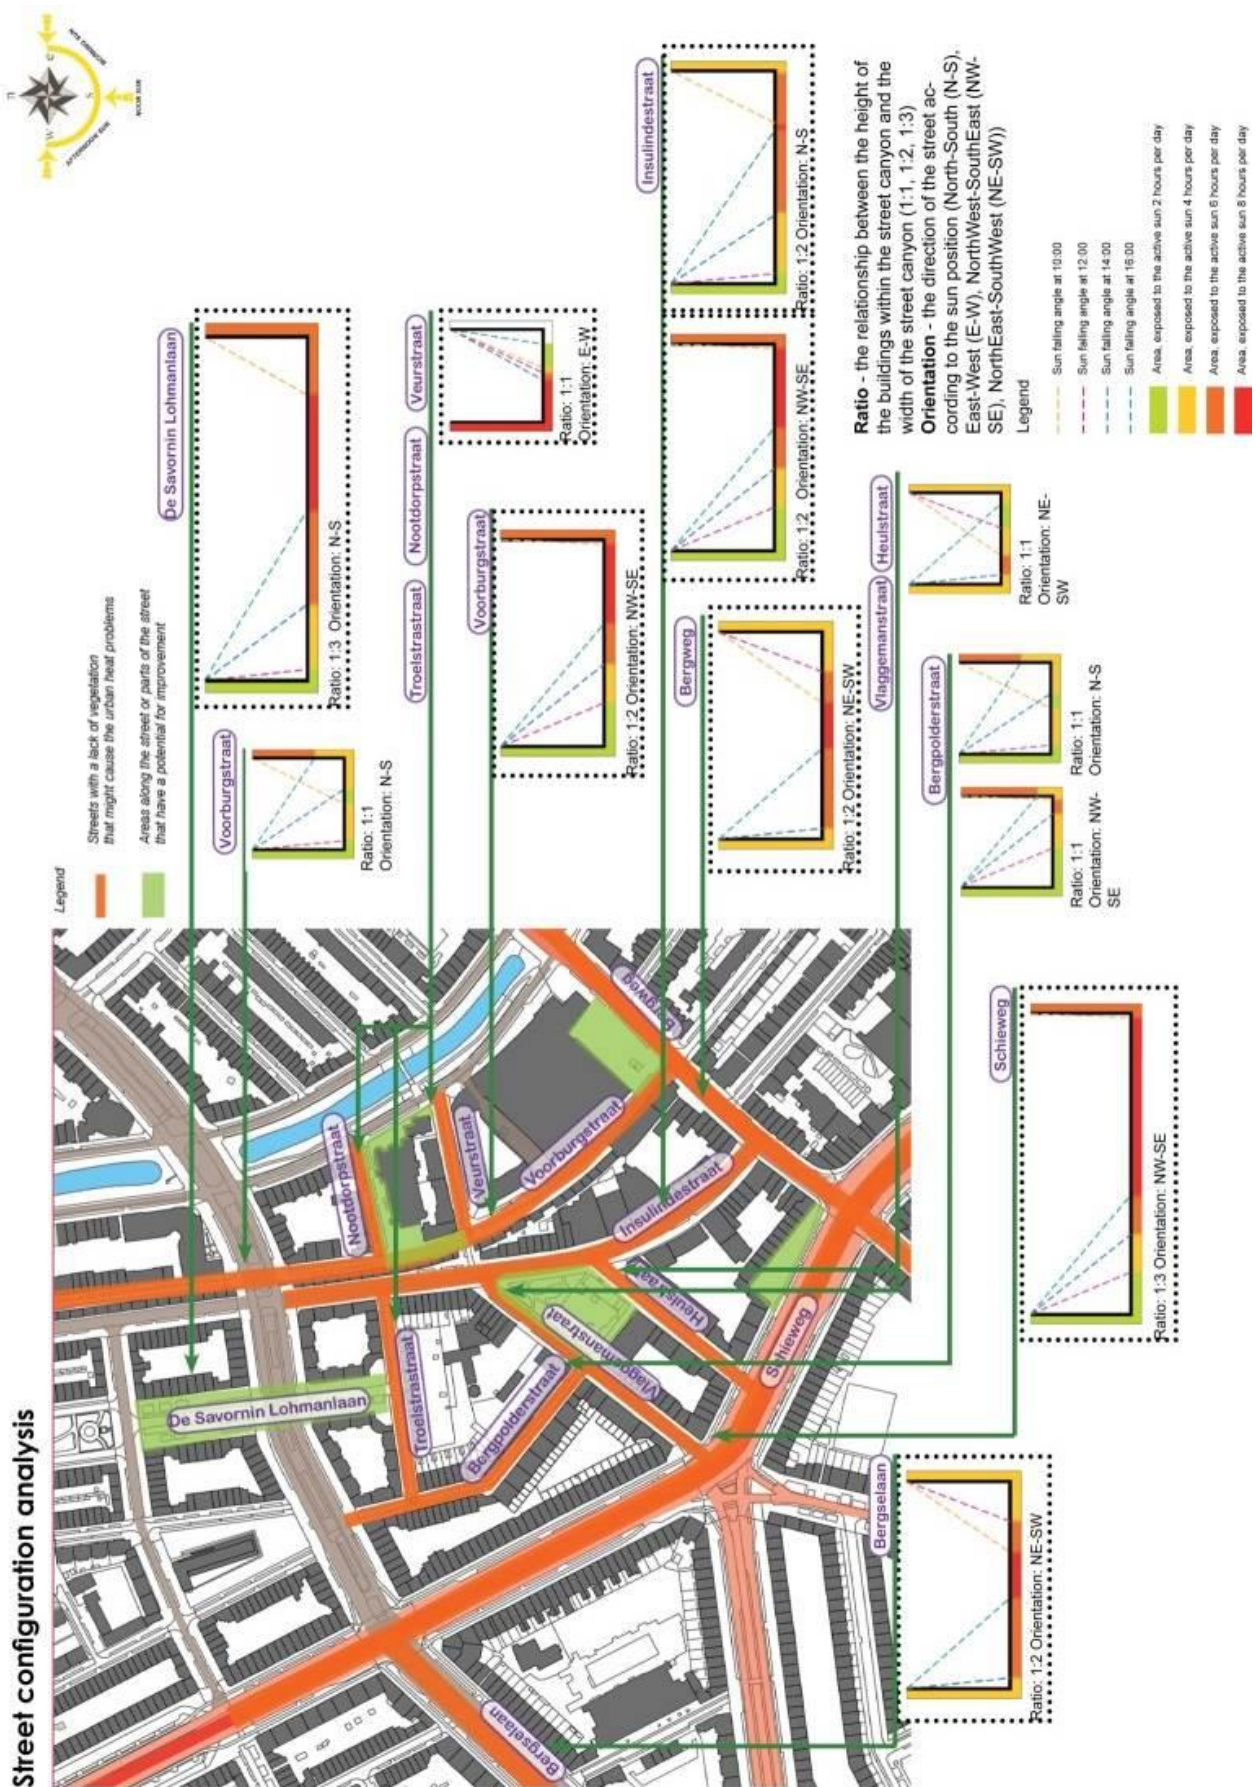 Street configuration analysis
Legend
Streets with a lack of vegetation
that might cause the urban heat problems
Areas along the street or parts of the street
that have a potential for improvement
n
e
s
w
MORNING SUN
NOON SUN
AFTERNOON SUN
De Savornin Lohmanlaan
Ratio: 1:3 Orientation: N-S
Voorburgstraat
Ratio: 1:1
Orientation: N-S
Troelstrastraat
Nootdorpstraat
Veurstraat
Ratio: 1:1
Orientation: E-W
Voorburgstraat
Ratio: 1:2 Orientation: NW-SE
Insulindestraat
Ratio: 1:2 Orientation: NW-SE
Ratio: 1:2 Orientation: N-S
Bergweg
Ratio: 1:2 Orientation: NE-SW
Vlaggemanstraat
Heulstraat
Ratio: 1:1
Orientation: NE-
SW
Bergpolderstraat
Ratio: 1:1
Orientation: NW-
SE
Ratio: 1:1
Orientation: N-S
Schieweg
Ratio: 1:3 Orientation: NW-SE
Bergselaan
Ratio: 1:2 Orientation: NE-SW
De Savornin Lohmanlaan
Nootdorpstraat
Veurstraat
Voorburgstraat
Bergweg
Insulindestraat
Troelstrastraat
Bergpolderstraat
Vlaggemanstraat
Heulstraat
Schieweg
Bergselaan
Ratio - the relationship between the height of
the buildings within the street canyon and the
width of the street canyon (1:1, 1:2, 1:3)
Orientation - the direction of the street ac-
cording to the sun position (North-South (N-S),
East-West (E-W), NorthWest-SouthEast (NW-
SE), NorthEast-SouthWest (NE-SW))
Legend
Sun falling angle at 10:00
Sun falling angle at 12:00
Sun falling angle at 14:00
Sun falling angle at 16:00
Area, exposed to the active sun 2 hours per day
Area, exposed to the active sun 4 hours per day
Area, exposed to the active sun 6 hours per day
Area, exposed to the active sun 8 hours per day